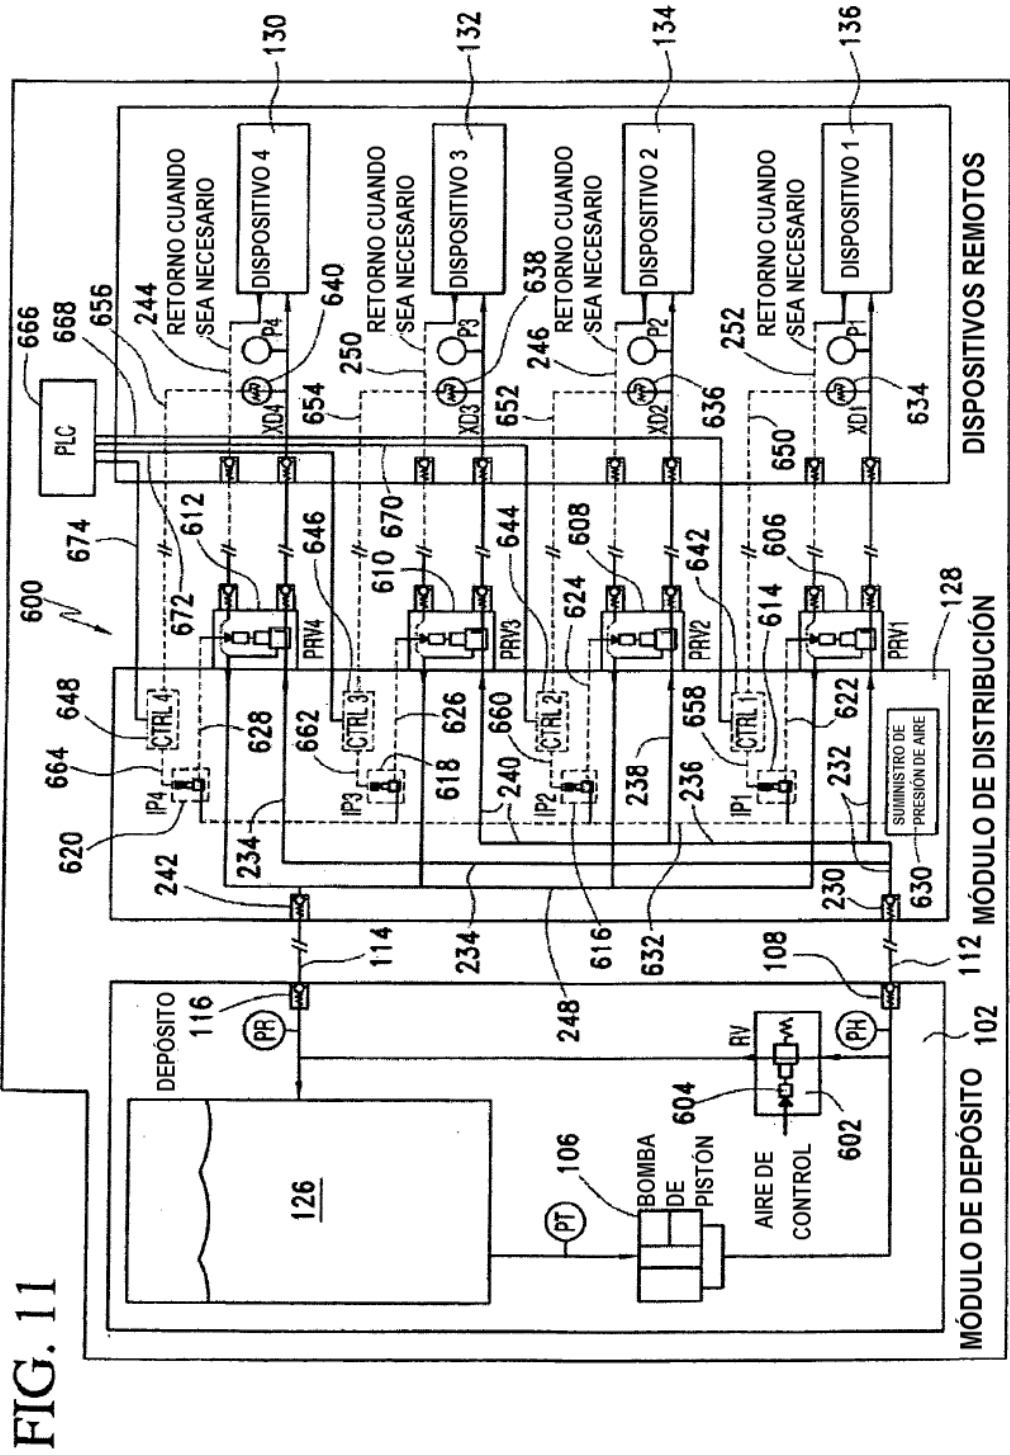 FIG. 11
600
666
PLC
668
656
244
RETORNO CUANDO
SEA NECESARIO
DISPOSITIVO 4
130
640
P4
XD4
674
672
612
PRV4
648
CTRL 4
664
IP4
620
628
234
242
654
250
RETORNO CUANDO
SEA NECESARIO
DISPOSITIVO 3
132
638
P3
XD3
670
646
610
PRV3
CTRL 3
662
IP3
618
626
240
652
246
RETORNO CUANDO
SEA NECESARIO
DISPOSITIVO 2
134
636
P2
XD2
644
608
624
PRV2
CTRL 2
660
IP2
616
238
236
650
252
RETORNO CUANDO
SEA NECESARIO
DISPOSITIVO 1
136
634
P1
XD1
642
606
614
PRV1
CTRL 1
658
IP1
622
232
128
SUMINISTRO DE
PRESIÓN DE AIRE
630
230
632
248
234
114
112
DISPOSITIVOS REMOTOS
MÓDULO DE DISTRIBUCIÓN
116
PR
DEPÓSITO
126
PT
106
BOMBA
DE
PISTÓN
108
PH
RV
604
602
AIRE DE
CONTROL
102
MÓDULO DE DEPÓSITO